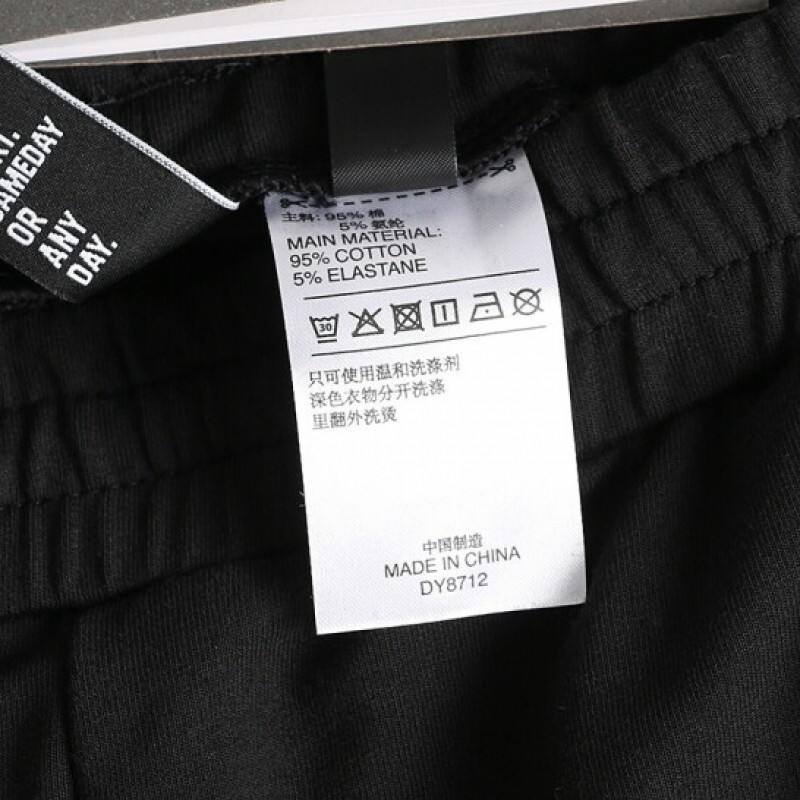 SAMEDAY
OR
ANY
DAY.
主料: 95% 棉
5% 氨纶
MAIN MATERIAL:
95% COTTON
5% ELASTANE
30
只可使用温和洗涤剂
深色衣物分开洗涤
里翻外洗烫
中国制造
MADE IN CHINA
DY8712